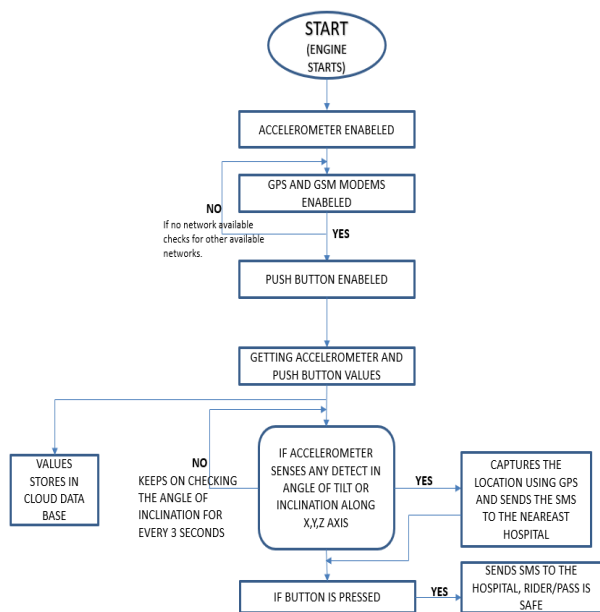 START
(ENGINE
STARTS)
ACCELEROMETER ENABELED
GPS AND GSM MODEMS
ENABELED
NO
If no network available
checks for other available
networks.
YES
PUSH BUTTON ENABELED
GETTING ACCELEROMETER AND
PUSH BUTTON VALUES
VALUES
STORES IN
CLOUD DATA
BASE
NO
KEEPS ON CHECKING
THE ANGLE OF
INCLINATION FOR
EVERY 3 SECONDS
IF ACCELEROMETER
SENSES ANY DETECT IN
ANGLE OF TILT OR
INCLINATION ALONG
X,Y,Z AXIS
YES
CAPTURES THE
LOCATION USING GPS
AND SENDS THE SMS
TO THE NEAREAST
HOSPITAL
IF BUTTON IS PRESSED
YES
SENDS SMS TO THE
HOSPITAL, RIDER/PASS IS
SAFE